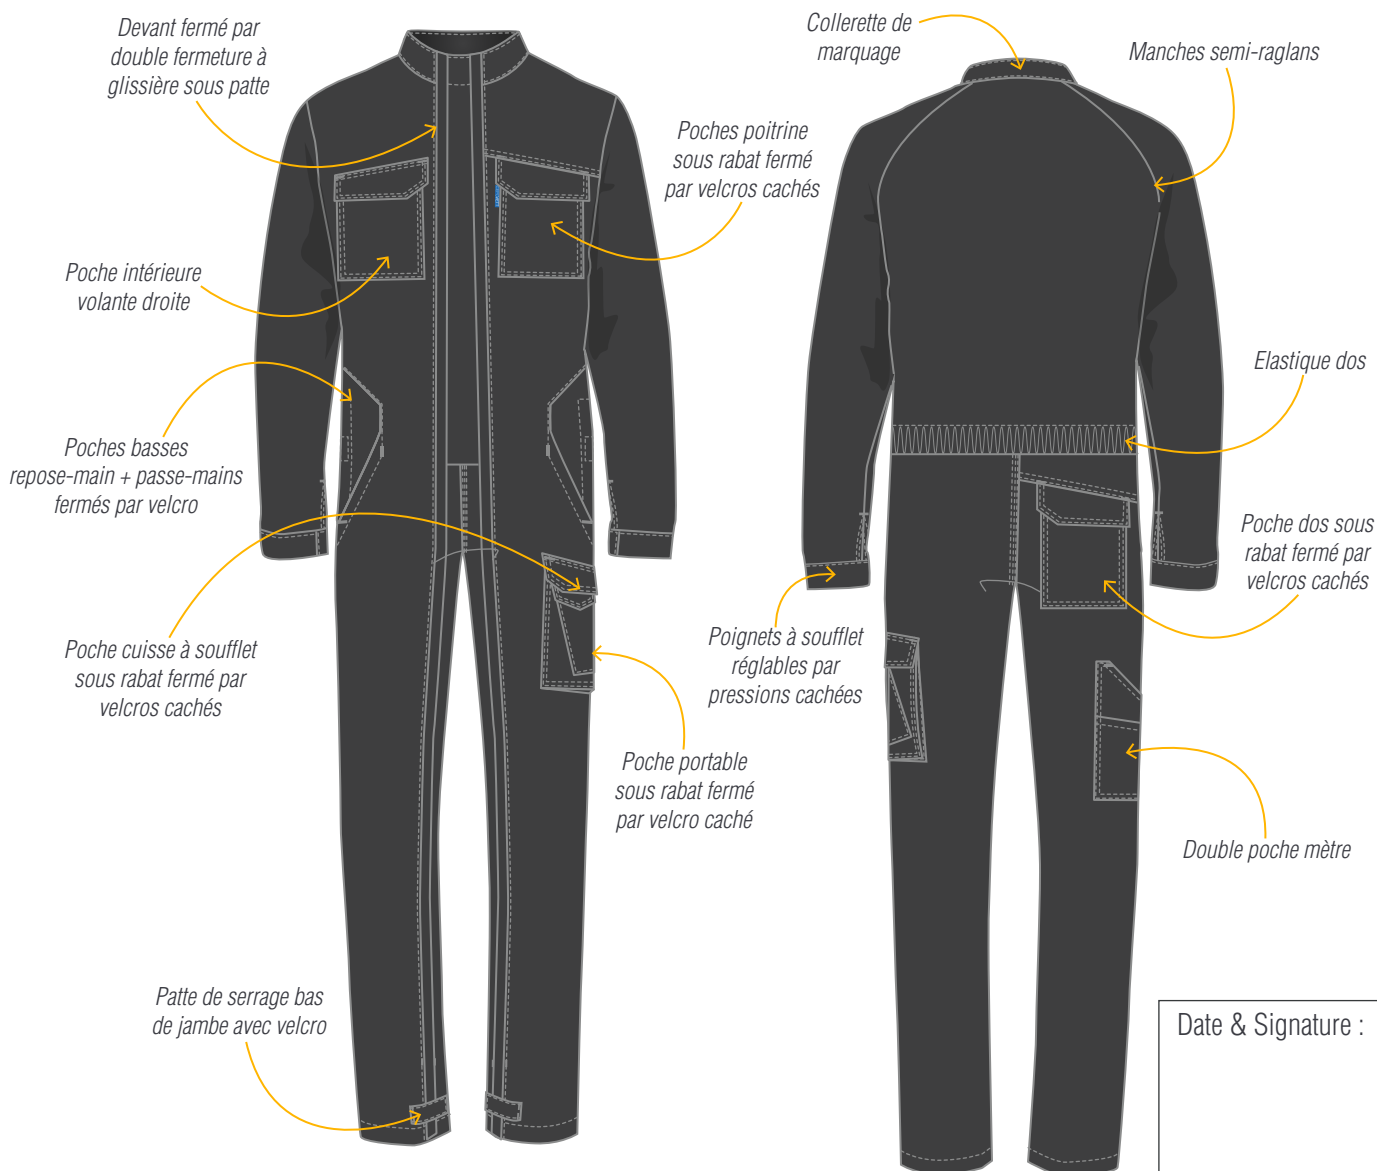 Devant fermé par
double fermeture à
glissière sous patte
Poches poitrine
sous rabat fermé
par velcros cachés
Poche intérieure
volante droite
Poches basses
repose-main + passe-mains
fermés par velcro
Poche cuisse à soufflet
sous rabat fermé par
velcros cachés
Poche portable
sous rabat fermé
par velcro caché
Patte de serrage bas
de jambe avec velcro
Collerette de
marquage
Manches semi-raglans
Elastique dos
Poche dos sous
rabat fermé par
velcros cachés
Poignets à soufflet
réglables par
pressions cachées
Double poche mètre
Date & Signature :